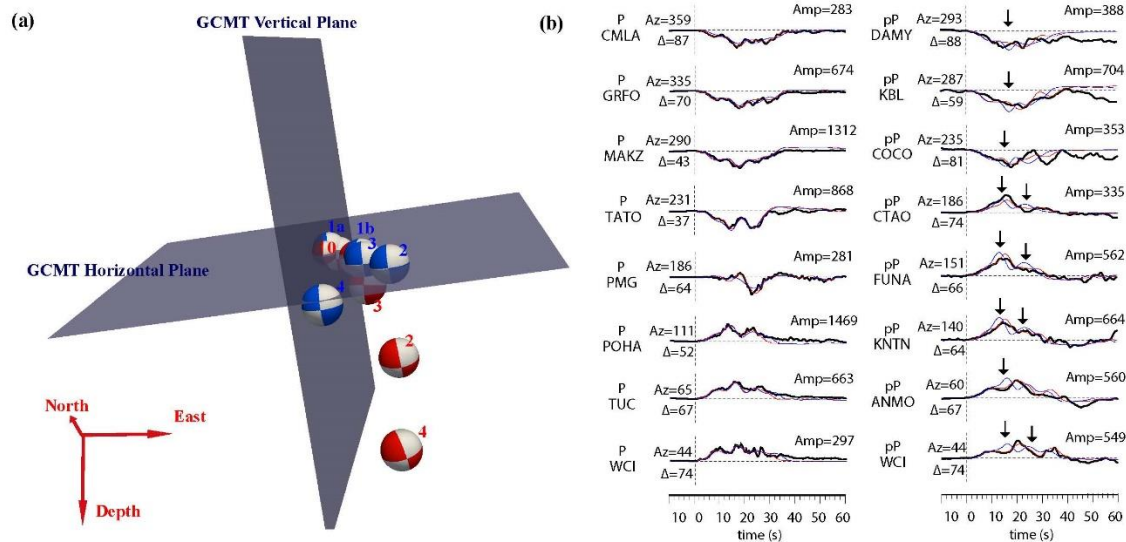 (a)
GCMT Vertical Plane
GCMT Horizontal Plane
1a
1b
10
3
2
4
3
2
4
North
East
Depth
(b)
P Az=359 Amp=283
CMLA Δ=87
P Az=335 Amp=674
GRFO Δ=70
P Az=290 Amp=1312
MAKZ Δ=43
P Az=231 Amp=868
TATO Δ=37
P Az=186 Amp=281
PMG Δ=64
P Az=111 Amp=1469
POHA Δ=52
P Az=65 Amp=663
TUC Δ=67
P Az=44 Amp=297
WCI Δ=74
10 0 10 20 30 40 50 60
time (s)
pP Az=293 Amp=388
DAMY Δ=88
pP Az=287 Amp=704
KBL Δ=59
pP Az=235 Amp=353
COCO Δ=81
pP Az=186 Amp=335
CTAO Δ=74
pP Az=151 Amp=562
FUNA Δ=66
pP Az=140 Amp=664
KNTN Δ=64
pP Az=60 Amp=560
ANMO Δ=67
pP Az=44 Amp=549
WCI Δ=74
10 0 10 20 30 40 50 60
time (s)